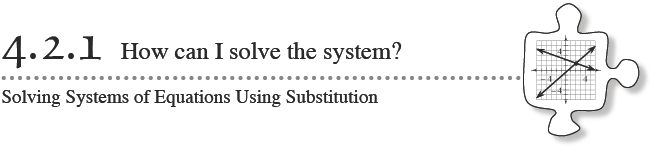 4.2.1 How can I solve the system?
Solving Systems of Equations Using Substitution